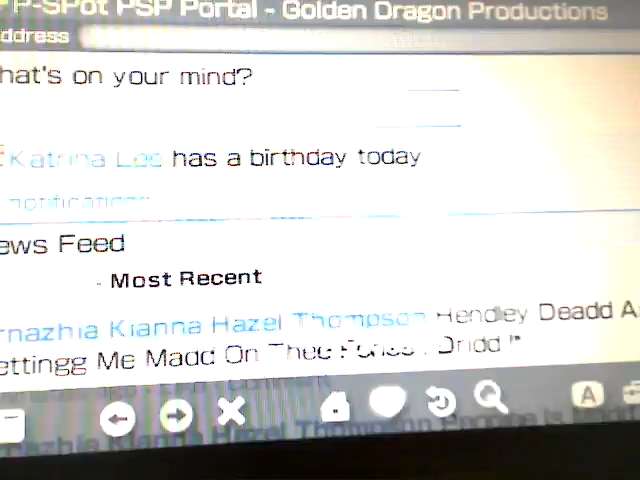 P-SPot PSP Portal - Golden Dragon Productions
ddress
hat's on your mind?
Katrina Lee has a birthday today
notifications
ews Feed
- Most Recent
rnazhia Kianna Hazel Thompson Hendley Deadd A
ettingg Me Madd On
A